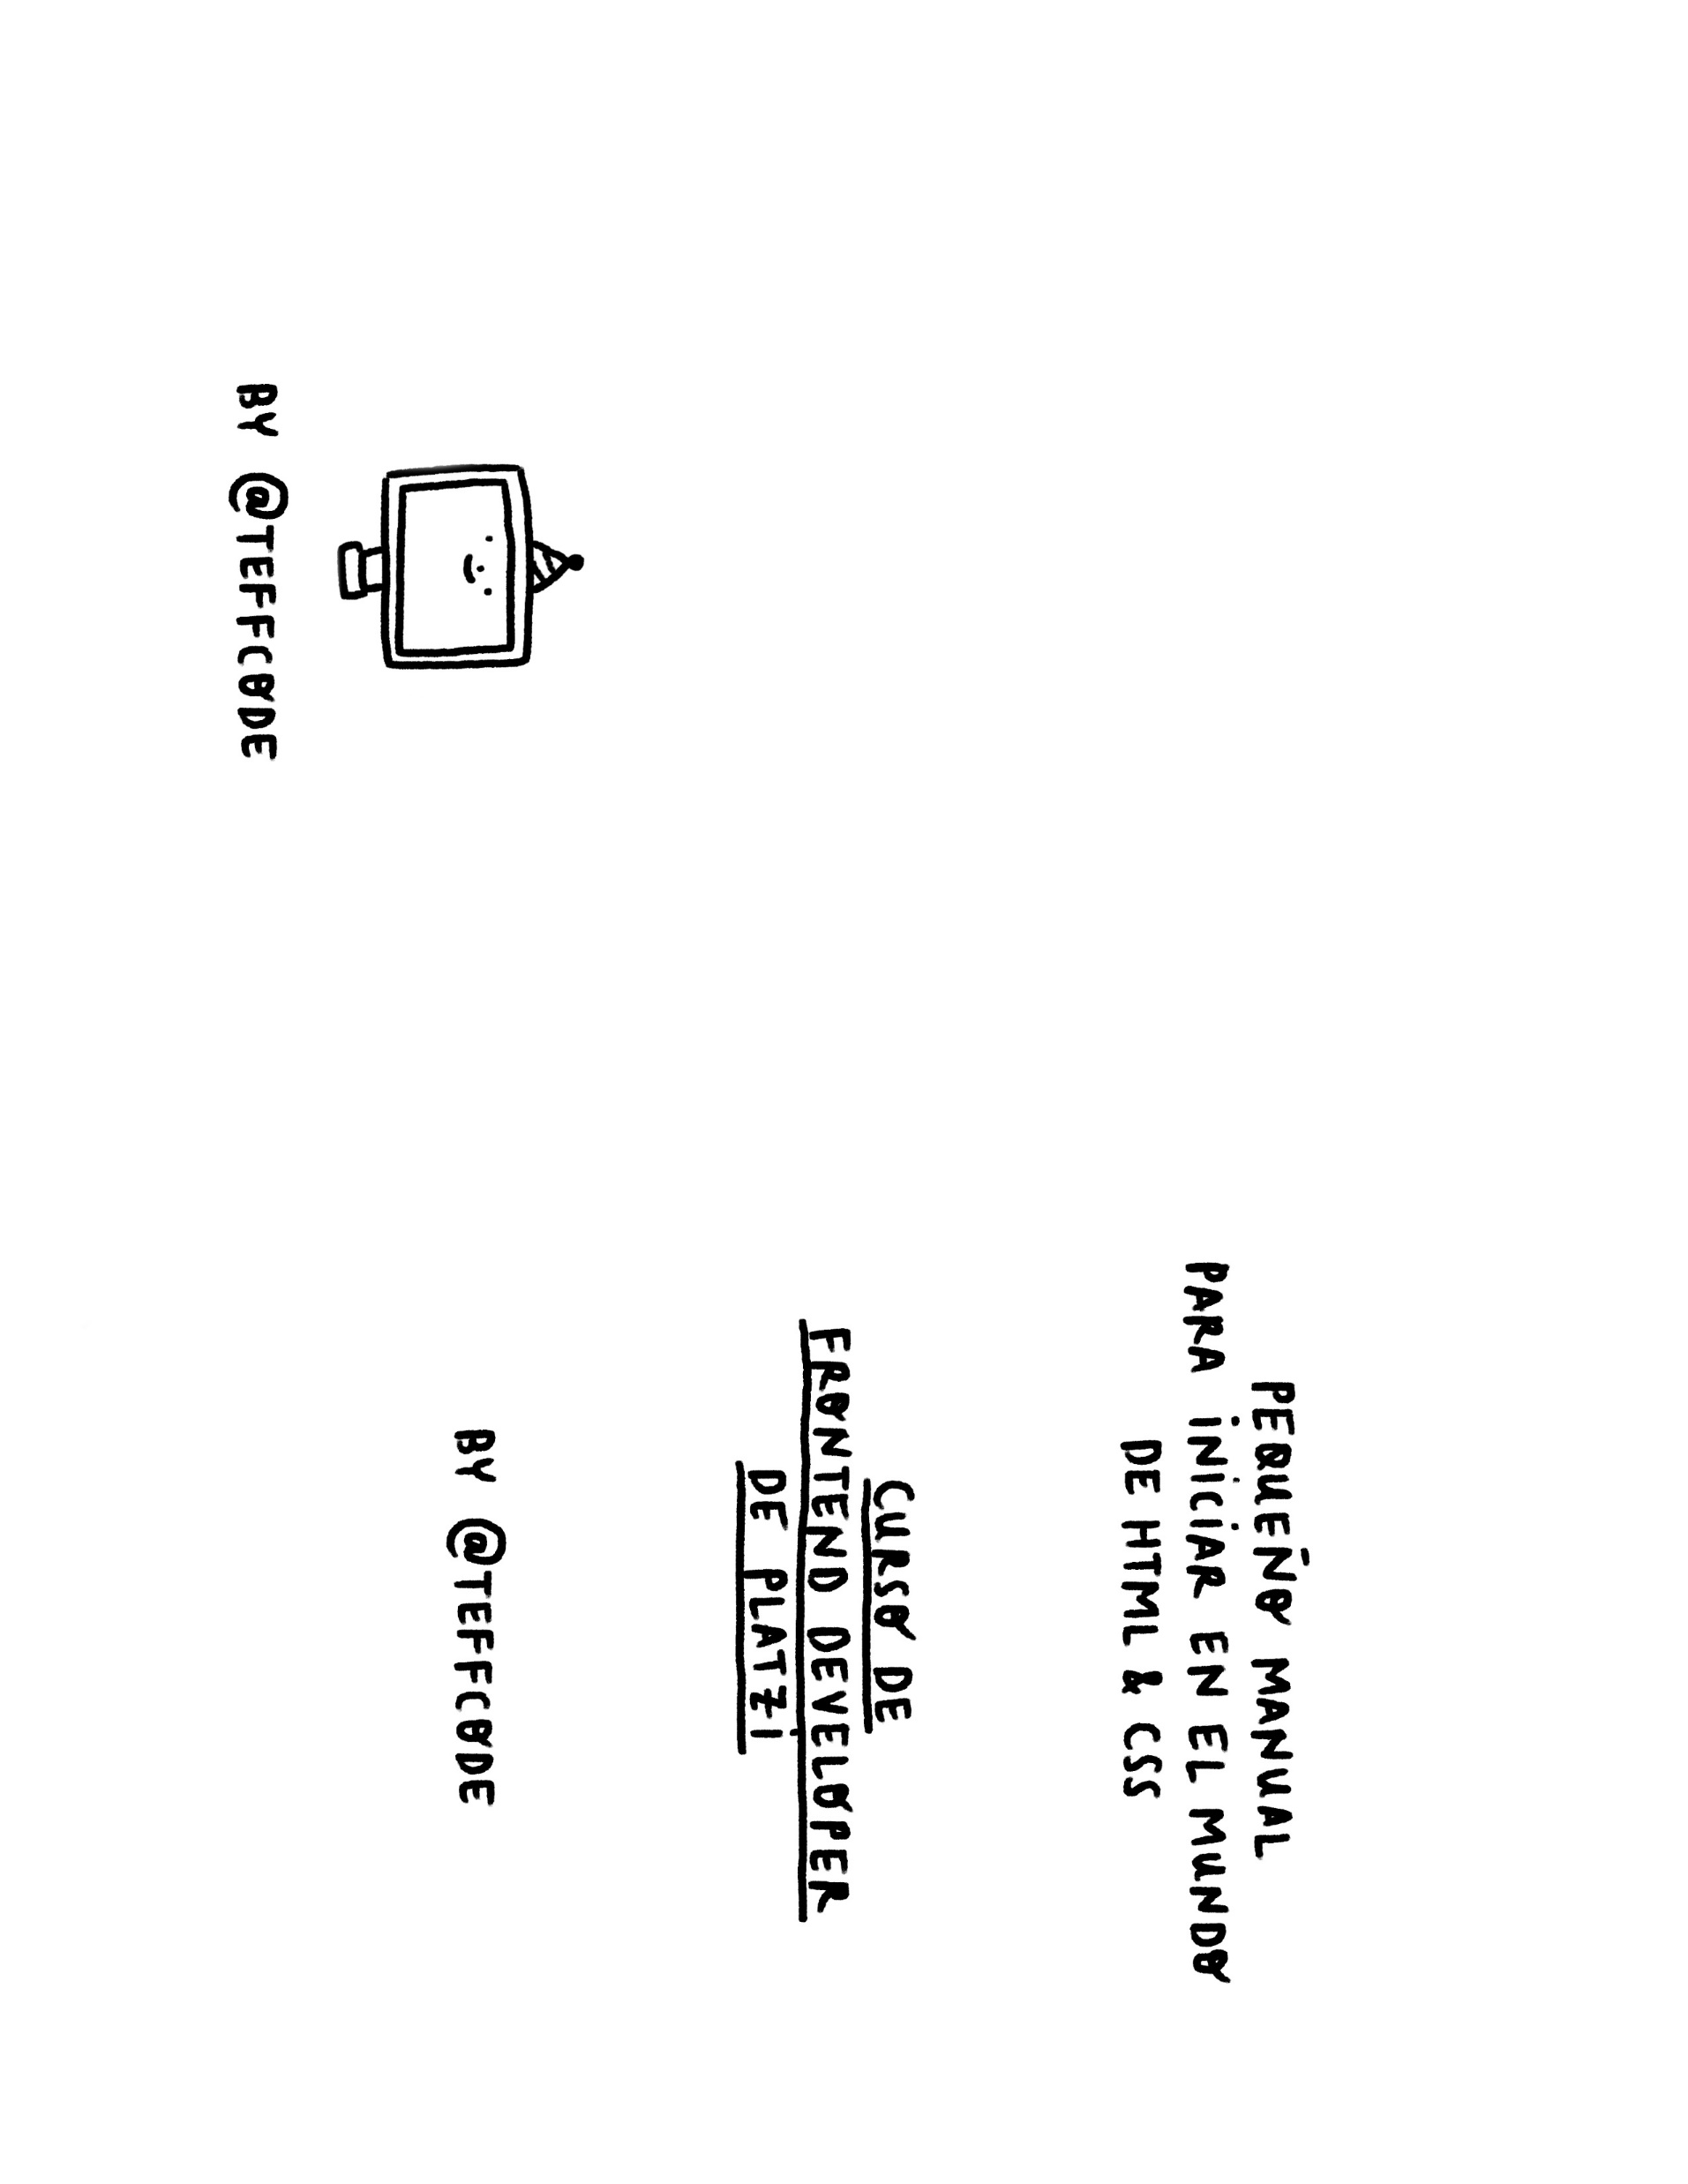 BY @TEFFCODE
PEQUEÑO MANUAL
PARA INICIAR EN EL MUNDO
DE HTML & CSS
CURSO DE
FRONTEND DEVELOPER
DE PLATZI
BY @TEFFCODE